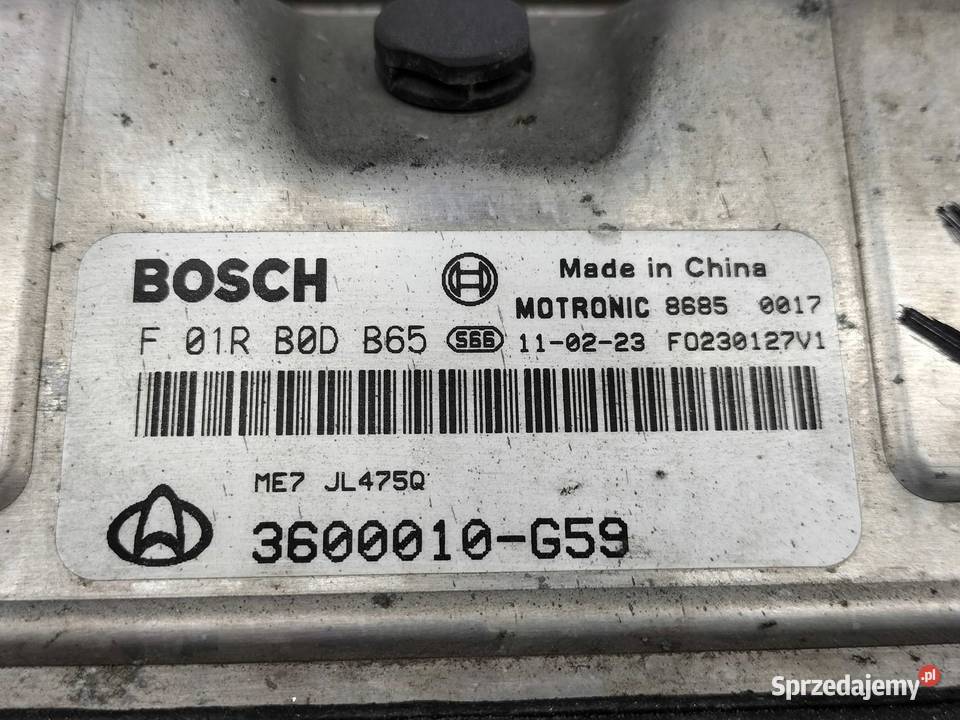 BOSCH
Made in China
MOTRONIC 8685 0017
F 01R B0D B65 S66 11-02-23 F0230127V1
ME7 JL475Q
3600010-G59
Sprzedajemy.pl